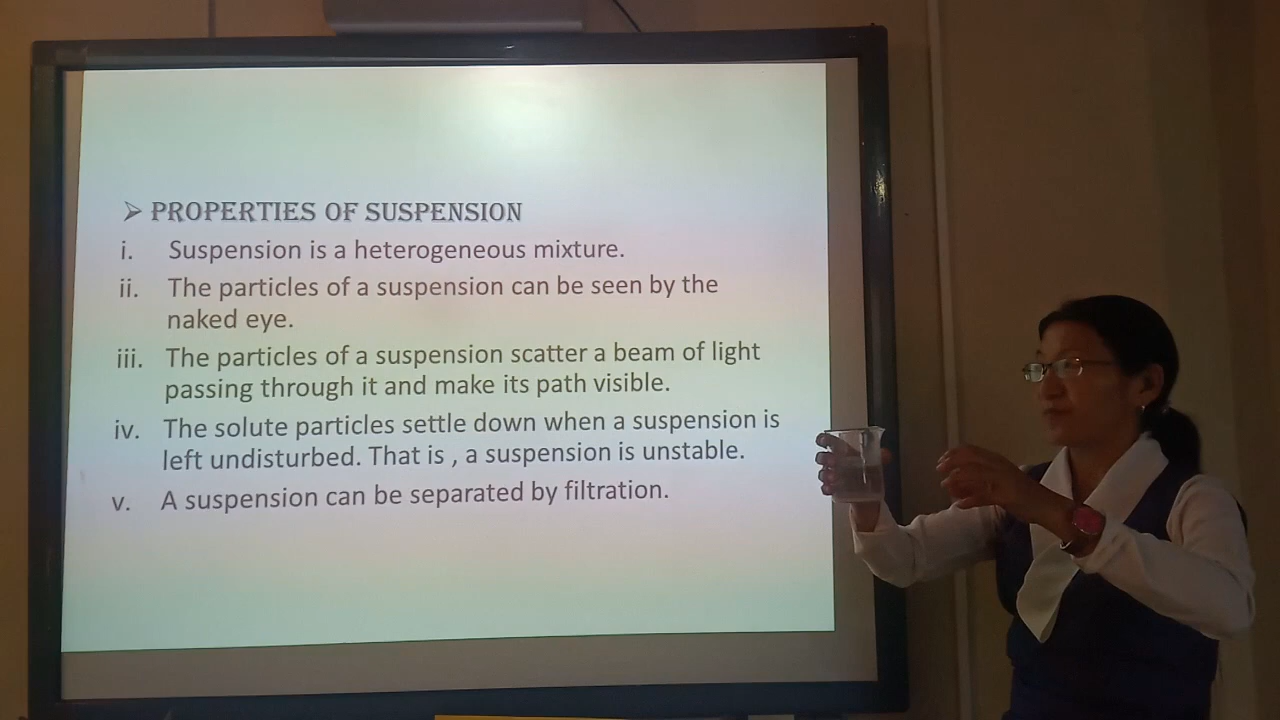 ➢ PROPERTIES OF SUSPENSION
i. Suspension is a heterogeneous mixture.
ii. The particles of a suspension can be seen by the
naked eye.
iii. The particles of a suspension scatter a beam of light
passing through it and make its path visible.
iv. The solute particles settle down when a suspension is
left undisturbed. That is , a suspension is unstable.
v. A suspension can be separated by filtration.